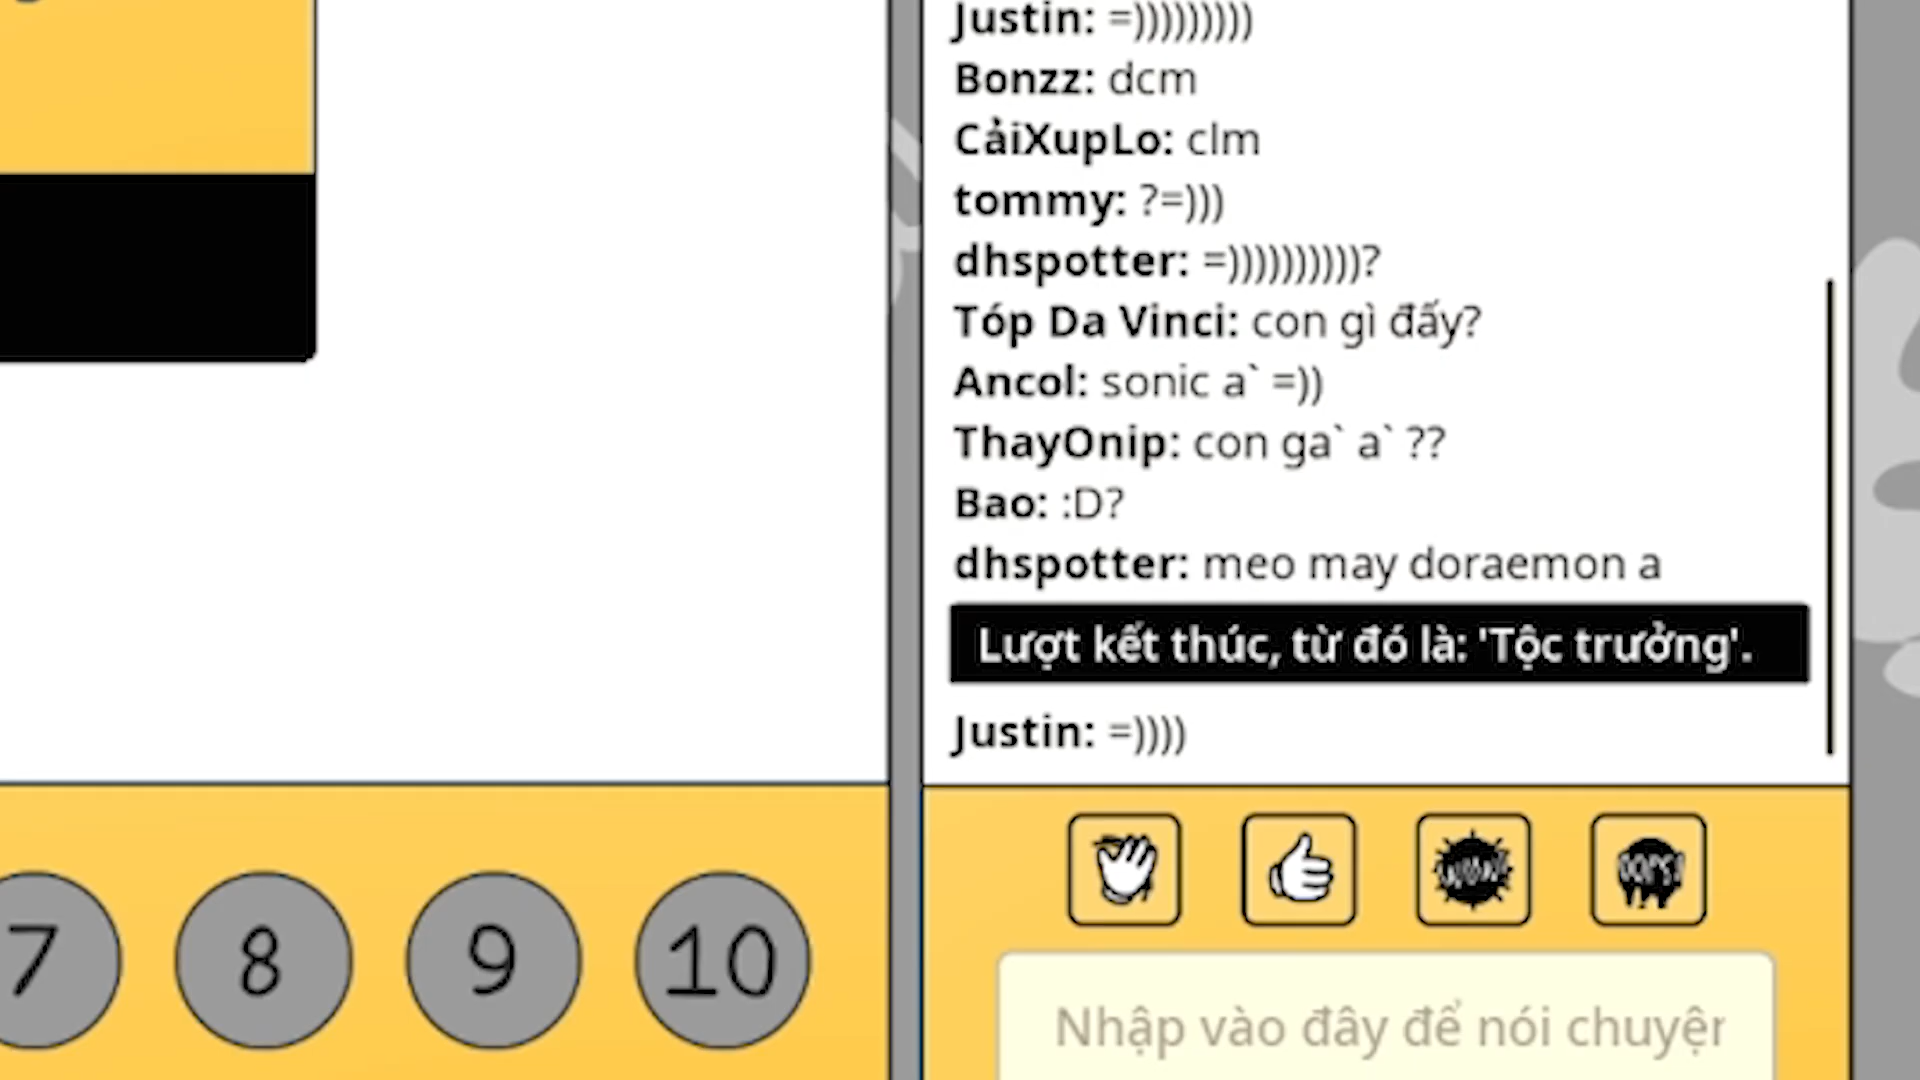 Justin: =)))))))))
Bonzz: dcm
CảiXupLo: clm
tommy: ?=)))
dhspotter: =)))))))))))?
Tóp Da Vinci: con gì đấy?
Ancol: sonic a` =))
ThayOnip: con ga` a` ??
Bao: :D?
dhspotter: meo may doraemon a
Lượt kết thúc, từ đó là: 'Tộc trưởng'.
Justin: =))))
WOW!
OOPS!
7 8 9 10
Nhập vào đây để nói chuyện